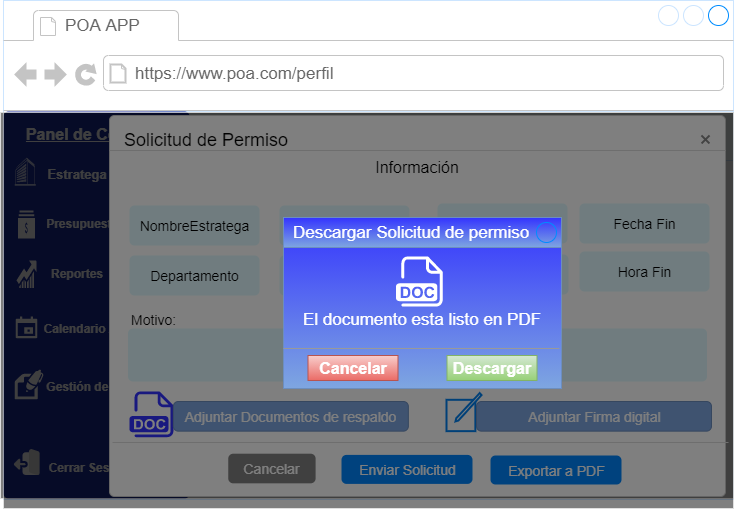 POA APP
https://www.poa.com/perfil
Panel de C
Estratega
Presupuest
$
Reportes
Calendario
Gestión de
Cerrar Ses
Solicitud de Permiso ×
Información
NombreEstratega
Fecha Fin
Departamento
Hora Fin
Motivo:
Descargar Solicitud de permiso
DOC
El documento esta listo en PDF
Cancelar Descargar
DOC
Adjuntar Documentos de respaldo
Adjuntar Firma digital
Cancelar Enviar Solicitud Exportar a PDF